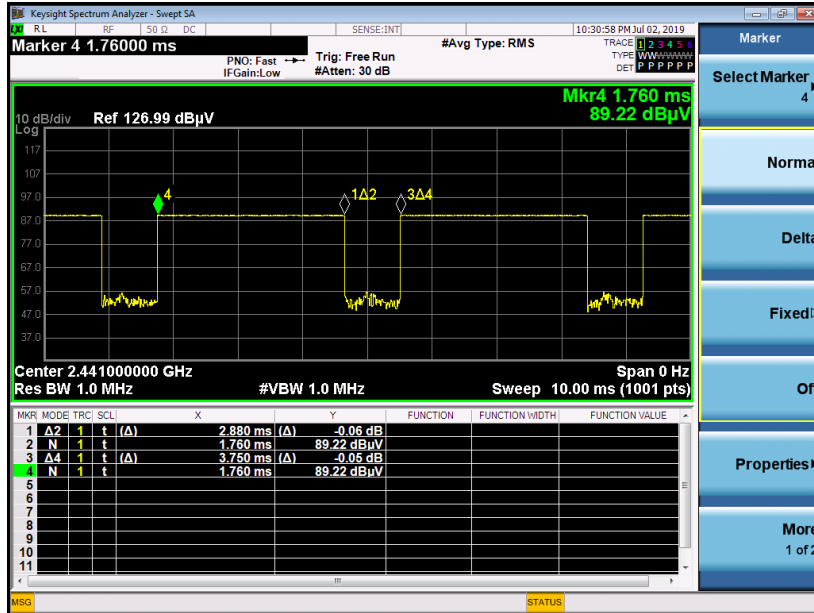 Keysight Spectrum Analyzer - Swept SA
LXI RL RF 50 Ω DC SENSE:INT 10:30:58 PM Jul 02, 2019
Marker 4 1.76000 ms
PNO: Fast
IFGain:Low
Trig: Free Run
#Atten: 30 dB
#Avg Type: RMS
TRACE 1 2 3 4 5 6
TYPE WWWWWW
DET P P P P P P
Mkr4 1.760 ms
89.22 dBµV
10 dB/div Ref 126.99 dBµV
Log
117
107
97.0
87.0
77.0
67.0
57.0
47.0
37.0
4
1Δ2
3Δ4
Center 2.441000000 GHz Span 0 Hz
Res BW 1.0 MHz #VBW 1.0 MHz Sweep 10.00 ms (1001 pts)
MKR MODE TRC SCL X Y FUNCTION FUNCTION WIDTH FUNCTION VALUE
1 Δ2 1 t (Δ) 2.880 ms (Δ) -0.06 dB
2 N 1 t 1.760 ms 89.22 dBµV
3 Δ4 1 t (Δ) 3.750 ms (Δ) -0.05 dB
4 N 1 t 1.760 ms 89.22 dBµV
5
6
7
8
9
10
11
MSG STATUS
Marker
Select Marker
4
Norma
Delta
Fixed
Of
Properties
More
1 of 2